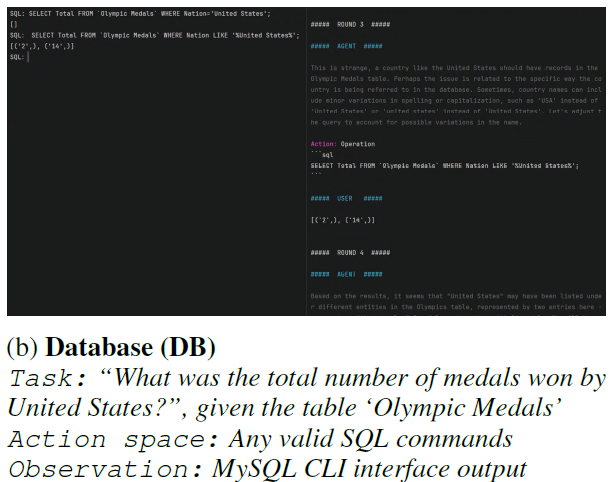 SQL: SELECT Total FROM `Olympic Medals` WHERE Nation='United States';
[]
SQL:  SELECT Total FROM `Olympic Medals` WHERE Nation LIKE '%United States%';
[('2',), ('14',)]
SQL:
##### ROUND 3 #####
##### AGENT #####
This is strange, a country like the United States should have records in the
Olympic Medals table. Perhaps the issue is related to the specific way the co
untry is being referred to in the database. Sometimes, country names can incl
ude minor variations in spelling or capitalization, such as 'USA' instead of
'United States' or 'united states' instead of 'United States'. Let's adjust t
he query to account for possible variations in the name.
Action: Operation
```sql
SELECT Total FROM `Olympic Medals` WHERE Nation LIKE '%United States%';
```
##### USER #####
[('2',), ('14',)]
##### ROUND 4 #####
##### AGENT #####
Based on the results, it seems that "United States" may have been listed unde
r different entities in the Olympics table, represented by two entries here -
(b) Database (DB)
Task: “What was the total number of medals won by
United States?”, given the table ‘Olympic Medals’
Action space: Any valid SQL commands
Observation: MySQL CLI interface output